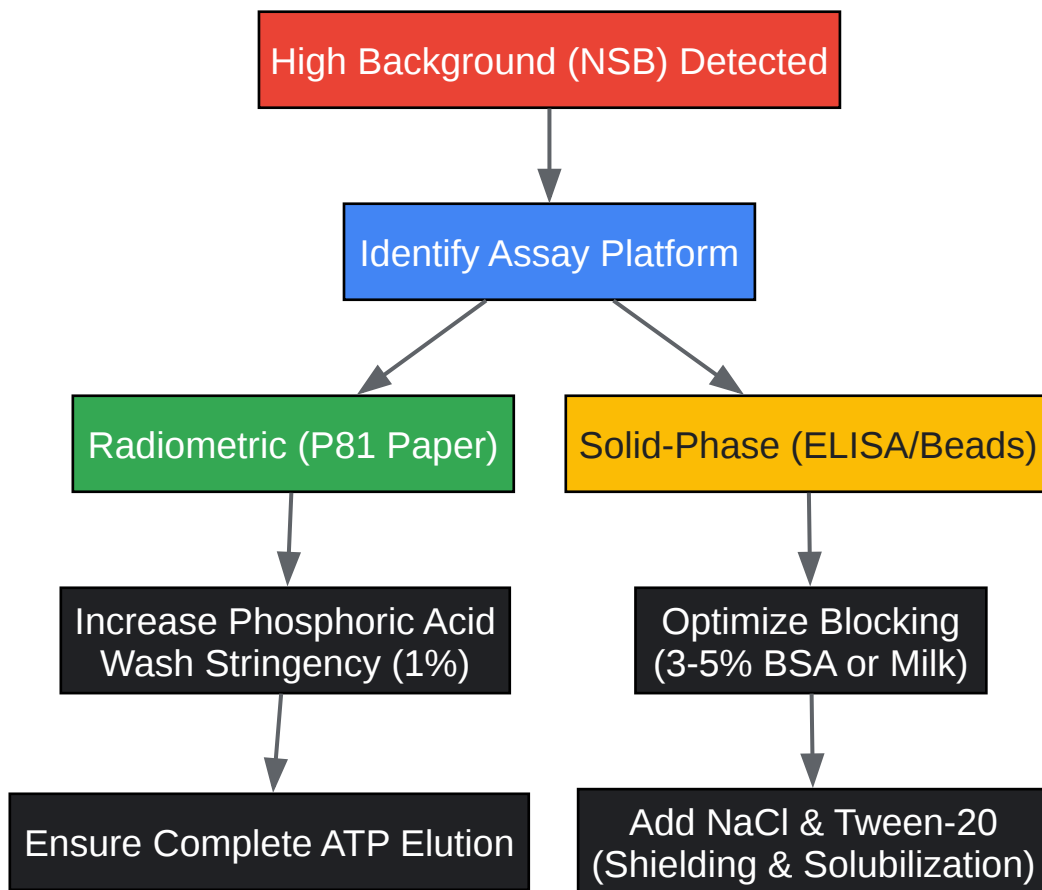 High Background (NSB) Detected
Identify Assay Platform
Radiometric (P81 Paper)
Solid-Phase (ELISA/Beads)
Increase Phosphoric Acid
Wash Stringency (1%)
Optimize Blocking
(3-5% BSA or Milk)
Ensure Complete ATP Elution
Add NaCl & Tween-20
(Shielding & Solubilization)